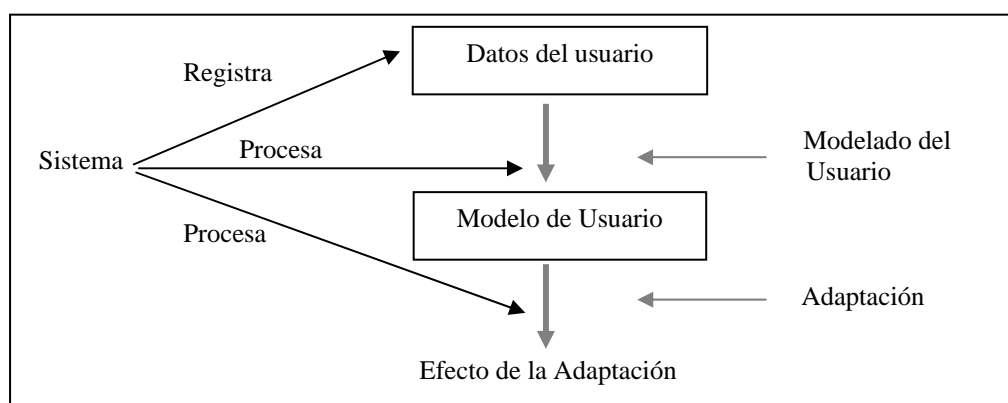 Datos del usuario
Registra
Sistema
Procesa
Modelado del
Usuario
Modelo de Usuario
Procesa
Adaptación
Efecto de la Adaptación